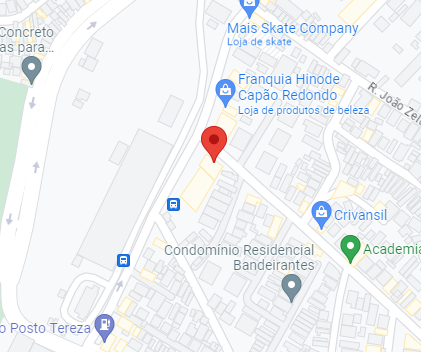 Concreto
as para...
Mais Skate Company
Loja de skate
Franquia Hinode
Capão Redondo
Loja de produtos de beleza
R. João Zel
Crivansil
Academia
Condomínio Residencial
Bandeirantes
o Posto Tereza